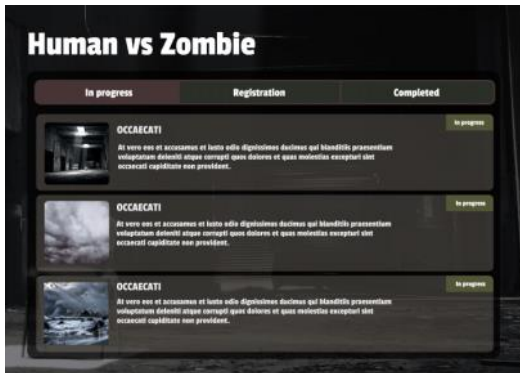 Human vs Zombie
In progress
Registration
Completed
In progress
OCCAECATI
At vero eos et accusamus et iusto odio dignissimos ducimus qui blanditiis praesentium
voluptatum deleniti atque corrupti quos dolores et quas molestias excepturi sint
occaecati cupiditate non provident.
In progress
OCCAECATI
At vero eos et accusamus et iusto odio dignissimos ducimus qui blanditiis praesentium
voluptatum deleniti atque corrupti quos dolores et quas molestias excepturi sint
occaecati cupiditate non provident.
In progress
OCCAECATI
At vero eos et accusamus et iusto odio dignissimos ducimus qui blanditiis praesentium
voluptatum deleniti atque corrupti quos dolores et quas molestias excepturi sint
occaecati cupiditate non provident.